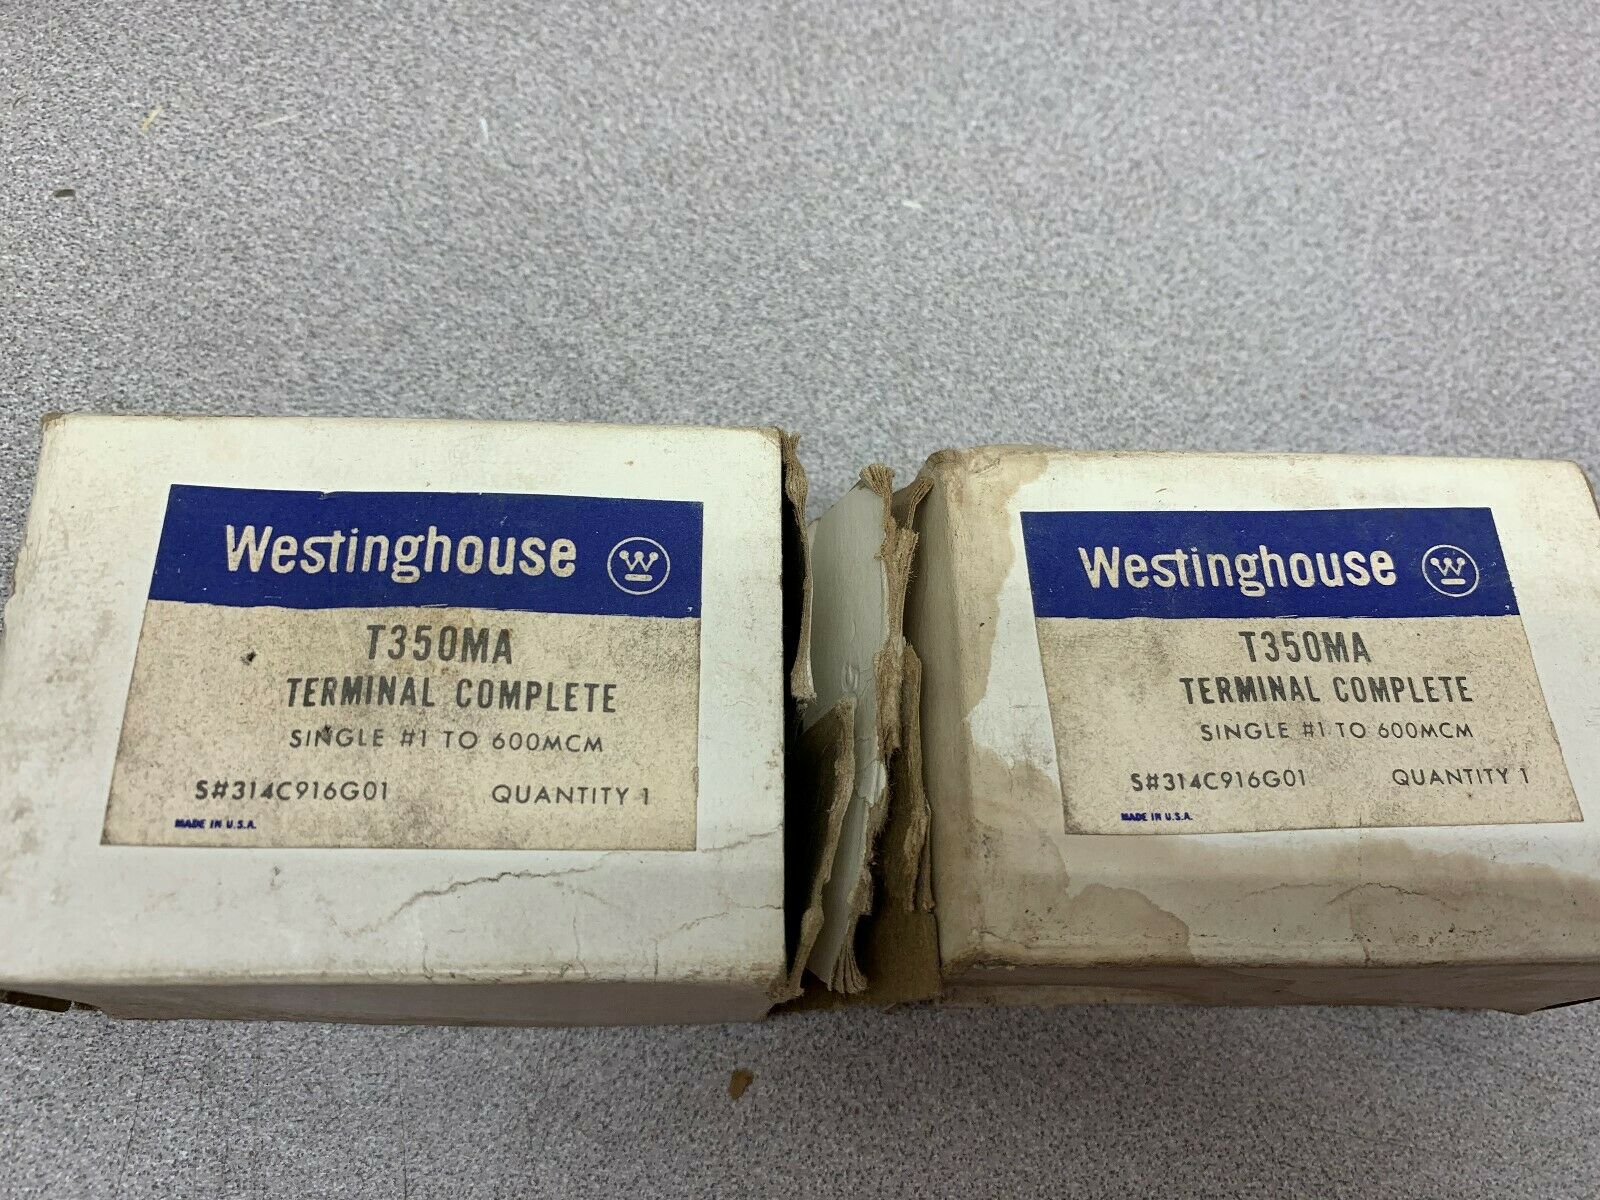 Westinghouse W
T350MA
TERMINAL COMPLETE
SINGLE #1 TO 600MCM
S#314C916G01 QUANTITY 1
MADE IN U.S.A.
Westinghouse W
T350MA
TERMINAL COMPLETE
SINGLE #1 TO 600MCM
S#314C916G01 QUANTITY 1
MADE IN U.S.A.